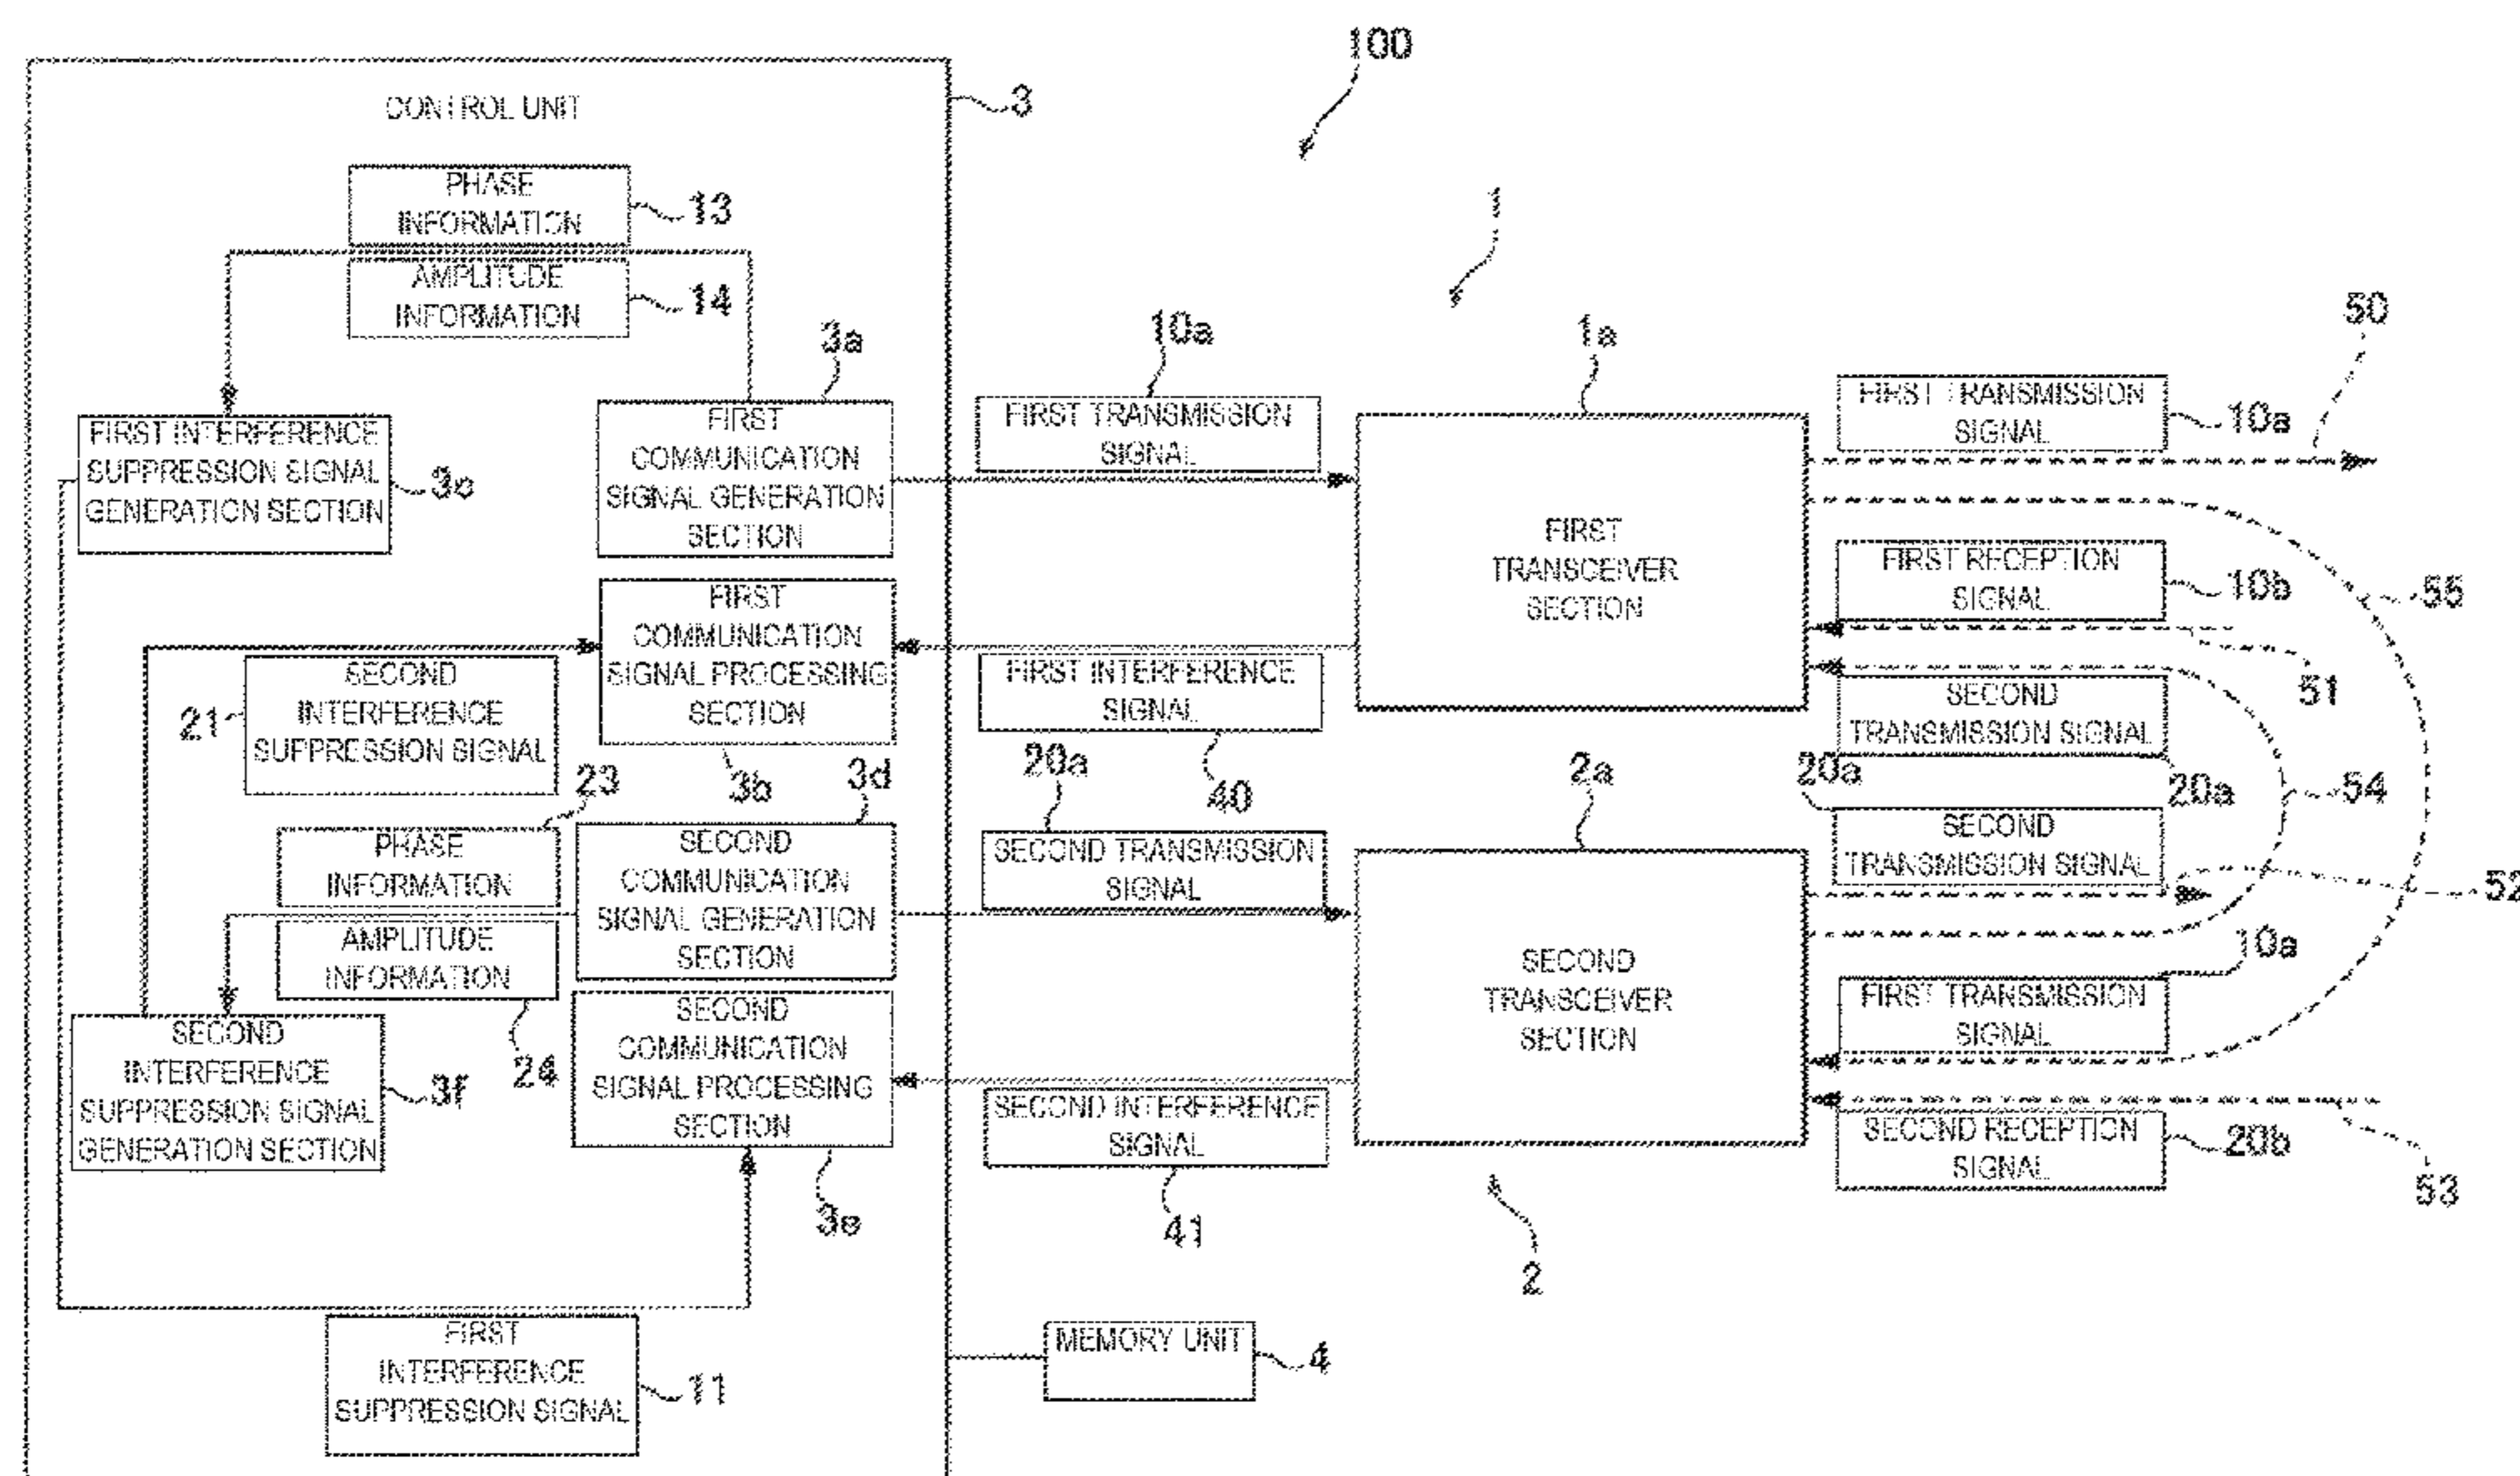 100
CONTROL UNIT
3
PHASE
INFORMATION
13
1
AMPLITUDE
INFORMATION
14
3a
10a
1a
50
FIRST INTERFERENCE
SUPPRESSION SIGNAL
GENERATION SECTION
3c
FIRST
COMMUNICATION
SIGNAL GENERATION
SECTION
FIRST TRANSMISSION
SIGNAL
FIRST
TRANSCEIVER
SECTION
FIRST TRANSMISSION
SIGNAL
10a
FIRST RECEPTION
SIGNAL
10b
55
51
FIRST
COMMUNICATION
SIGNAL PROCESSING
SECTION
3b
SECOND
INTERFERENCE
SUPPRESSION SIGNAL
21
FIRST INTERFERENCE
SIGNAL
40
SECOND
TRANSMISSION SIGNAL
20a
54
23
3d
20a
2a
20a
PHASE
INFORMATION
SECOND
COMMUNICATION
SIGNAL GENERATION
SECTION
SECOND TRANSMISSION
SIGNAL
SECOND
TRANSCEIVER
SECTION
SECOND
TRANSMISSION SIGNAL
52
AMPLITUDE
INFORMATION
24
10a
FIRST TRANSMISSION
SIGNAL
SECOND
INTERFERENCE
SUPPRESSION SIGNAL
GENERATION SECTION
3f
SECOND
COMMUNICATION
SIGNAL PROCESSING
SECTION
3e
SECOND INTERFERENCE
SIGNAL
41
SECOND RECEPTION
SIGNAL
20b
53
2
FIRST
INTERFERENCE
SUPPRESSION SIGNAL
11
MEMORY UNIT
4